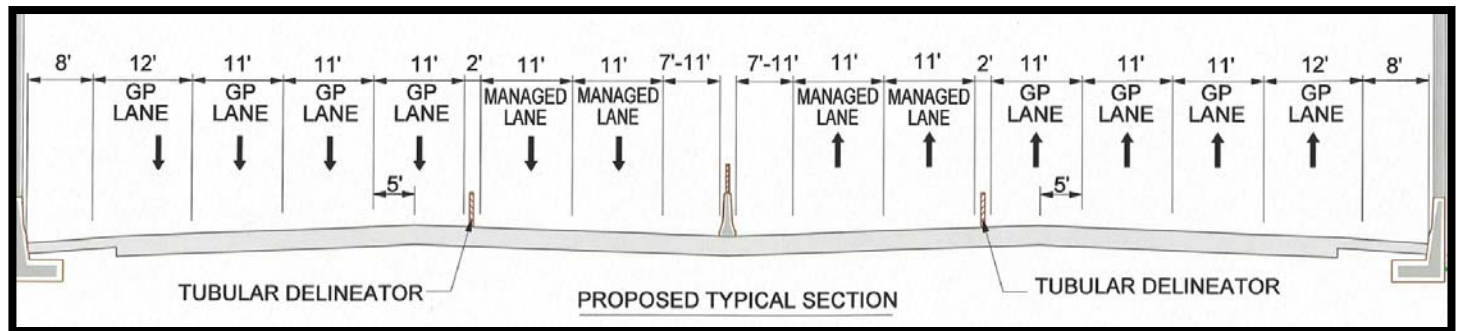 8' 12' 11' 11' 11' 2' 11' 11' 7'-11' 7'-11' 11' 11' 2' 11' 11' 11' 12' 8'
GP
LANE
GP
LANE
GP
LANE
GP
LANE
MANAGED
LANE
MANAGED
LANE
MANAGED
LANE
MANAGED
LANE
GP
LANE
GP
LANE
GP
LANE
GP
LANE
5' 5'
TUBULAR DELINEATOR
PROPOSED TYPICAL SECTION
TUBULAR DELINEATOR